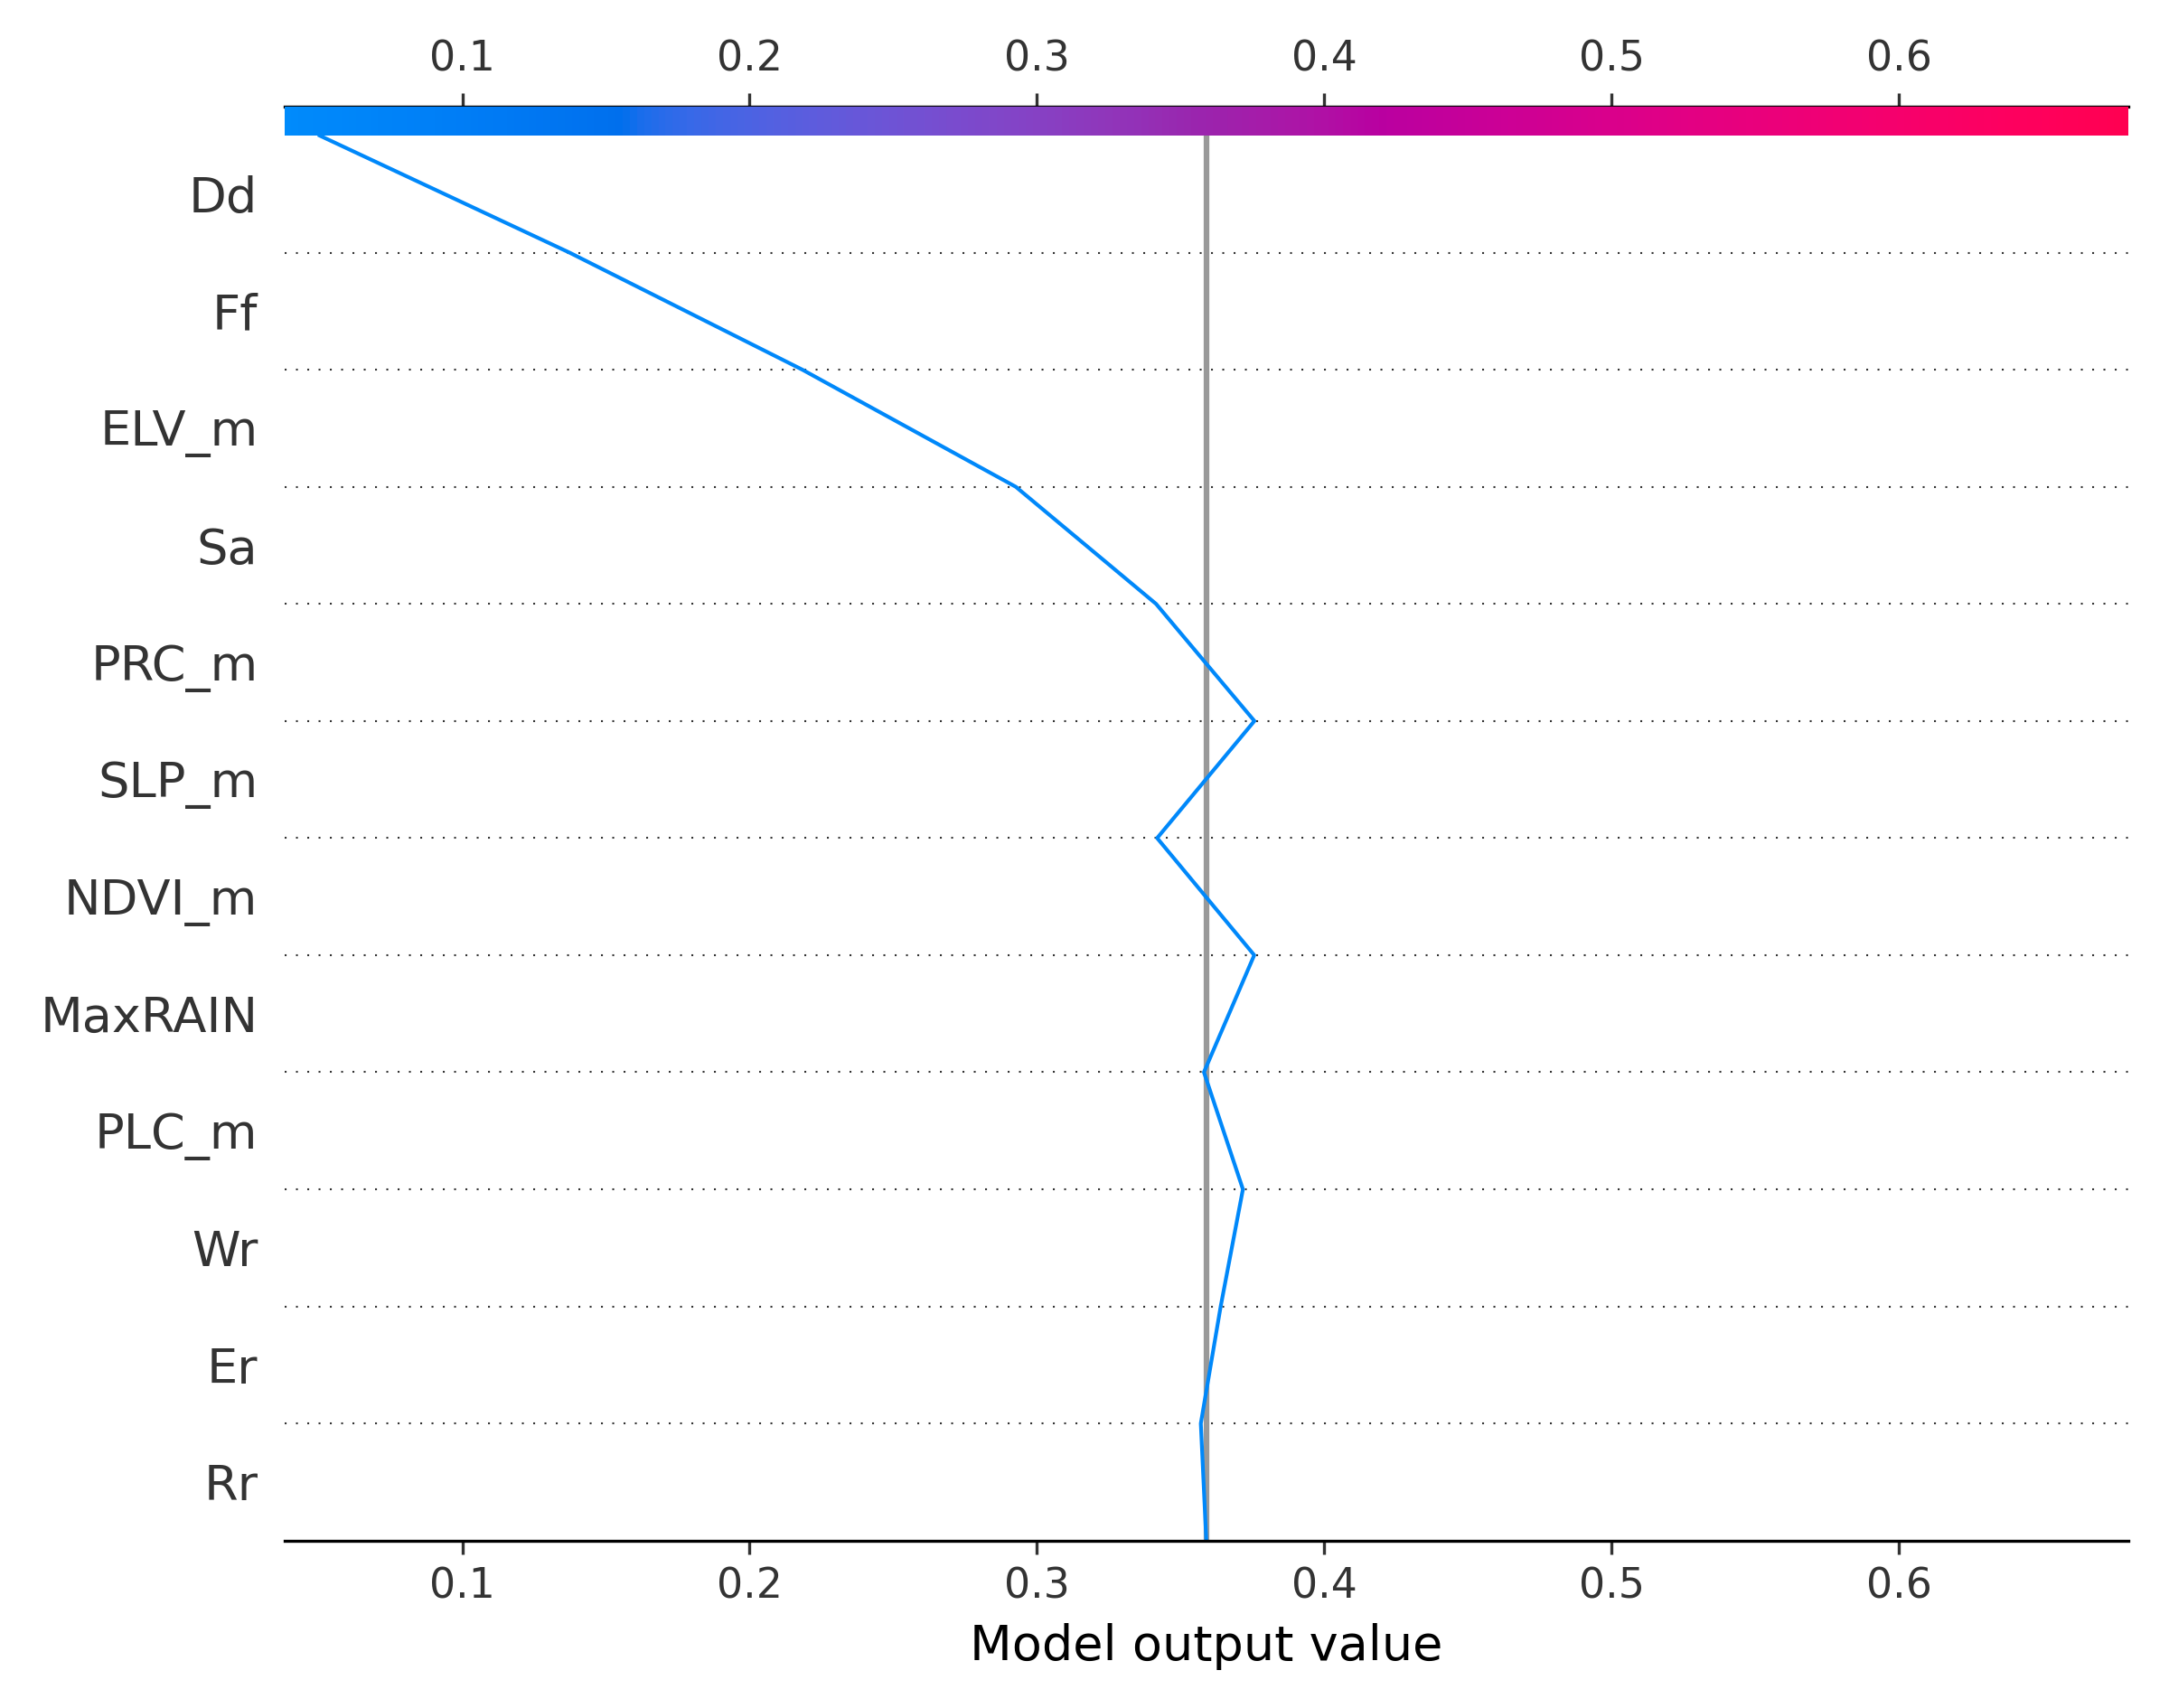 0.1 0.2 0.3 0.4 0.5 0.6
Dd
Ff
ELV_m
Sa
PRC_m
SLP_m
NDVI_m
MaxRAIN
PLC_m
Wr
Er
Rr
0.1 0.2 0.3 0.4 0.5 0.6
Model output value